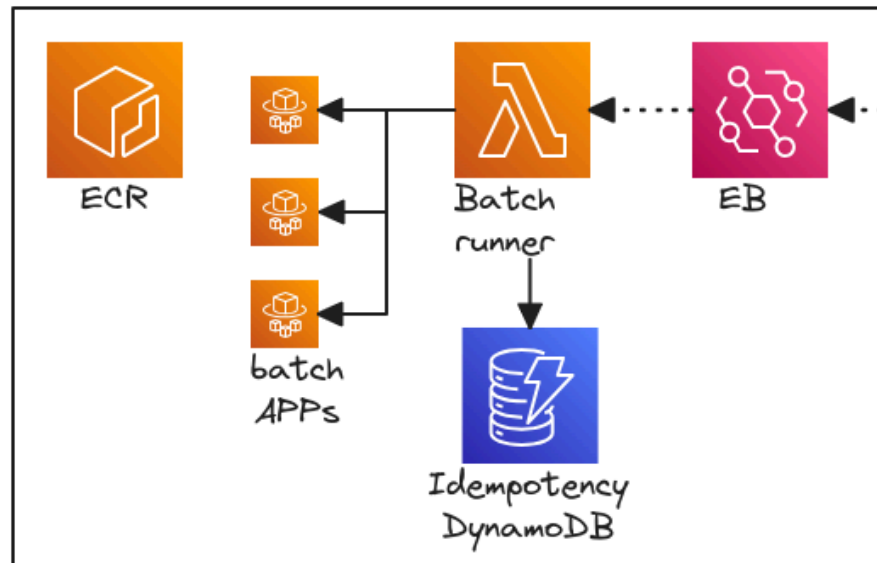 ECR
Batch
runner
EB
batch
APPs
Idempotency
DynamoDB